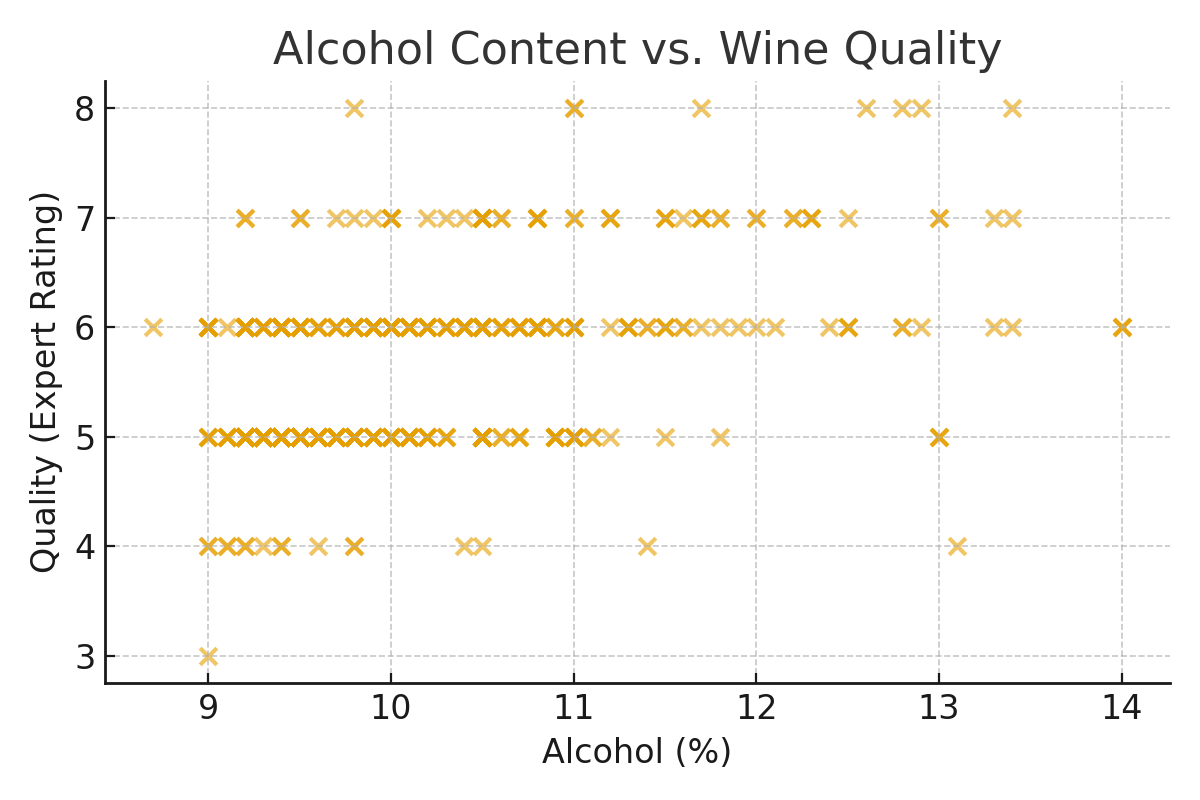 Alcohol Content vs. Wine Quality
8
7
6
5
4
3
Quality (Expert Rating)
9 10 11 12 13 14
Alcohol (%)